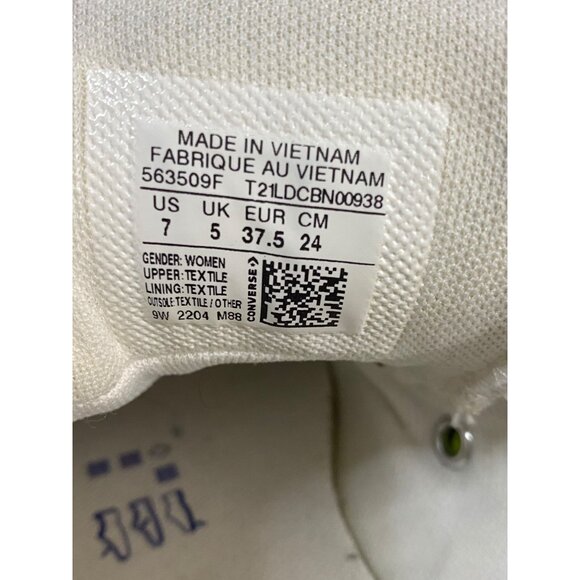 MADE IN VIETNAM
FABRIQUE AU VIETNAM
563509F T21LDCBN00938
US UK EUR CM
7 5 37.5 24
GENDER: WOMEN
UPPER: TEXTILE
LINING: TEXTILE
OUTSOLE: TEXTILE / OTHER
9W 2204 M88
CONVERSE